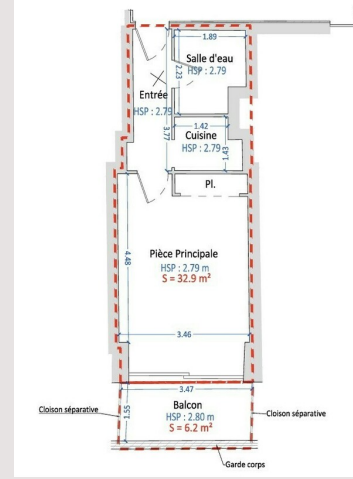 1.89
Salle d'eau
HSP : 2.79
2.23
Entrée
HSP : 2.79
3.77
1.42
Cuisine
HSP : 2.79
1.43
Pl.
4.48
Pièce Principale
HSP : 2.79 m
S = 32.9 m²
3.46
3.47
Balcon
HSP : 2.80 m
S = 6.2 m²
1.55
Cloison séparative
Cloison séparative
Garde corps